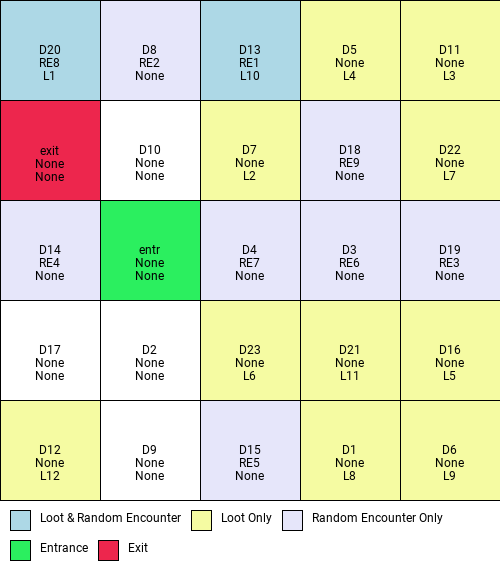 D20
RE8
L1
D8
RE2
None
D13
RE1
L10
D5
None
L4
D11
None
L3
exit
None
None
D10
None
None
D7
None
L2
D18
RE9
None
D22
None
L7
D14
RE4
None
entr
None
None
D4
RE7
None
D3
RE6
None
D19
RE3
None
D17
None
None
D2
None
None
D23
None
L6
D21
None
L11
D16
None
L5
D12
None
L12
D9
None
None
D15
RE5
None
D1
None
L8
D6
None
L9
Loot & Random Encounter
Loot Only
Random Encounter Only
Entrance
Exit